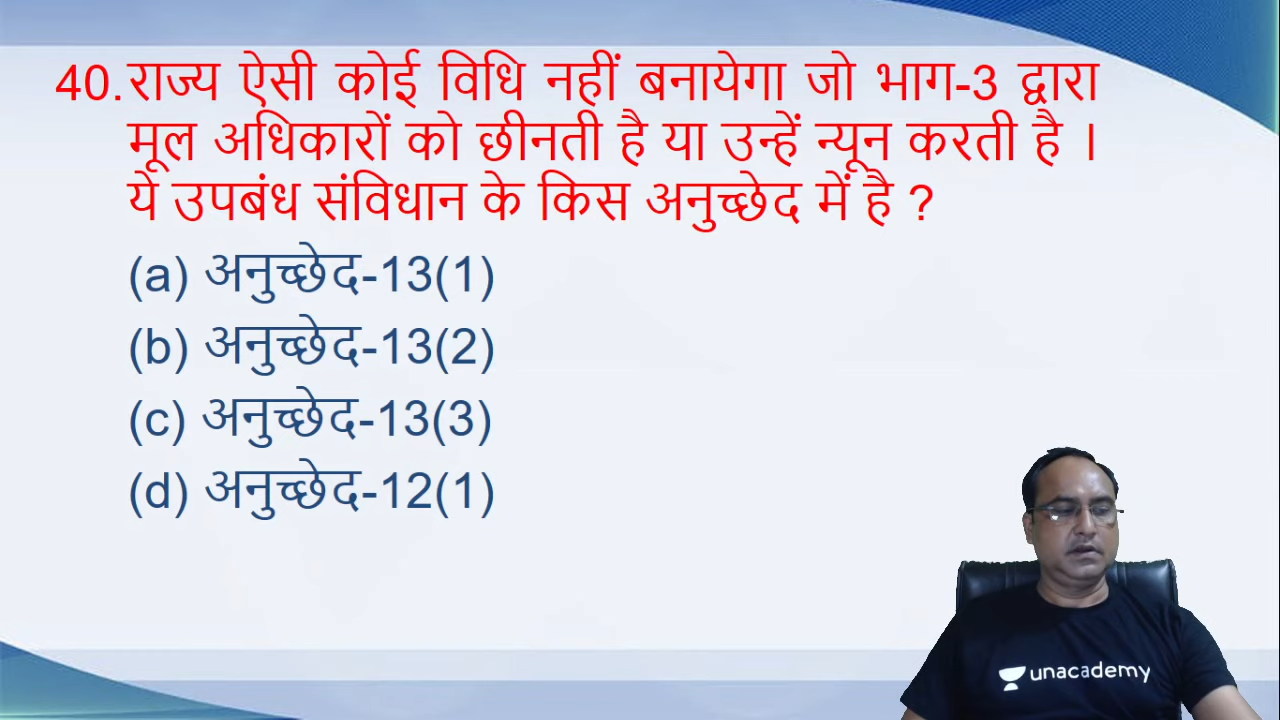 40. राज्य ऐसी कोई विधि नहीं बनायेगा जो भाग-3 द्वारा
मूल अधिकारों को छीनती है या उन्हें न्यून करती है ।
ये उपबंध संविधान के किस अनुच्छेद में है ?
(a) अनुच्छेद-13(1)
(b) अनुच्छेद-13(2)
(c) अनुच्छेद-13(3)
(d) अनुच्छेद-12(1)
unacademy